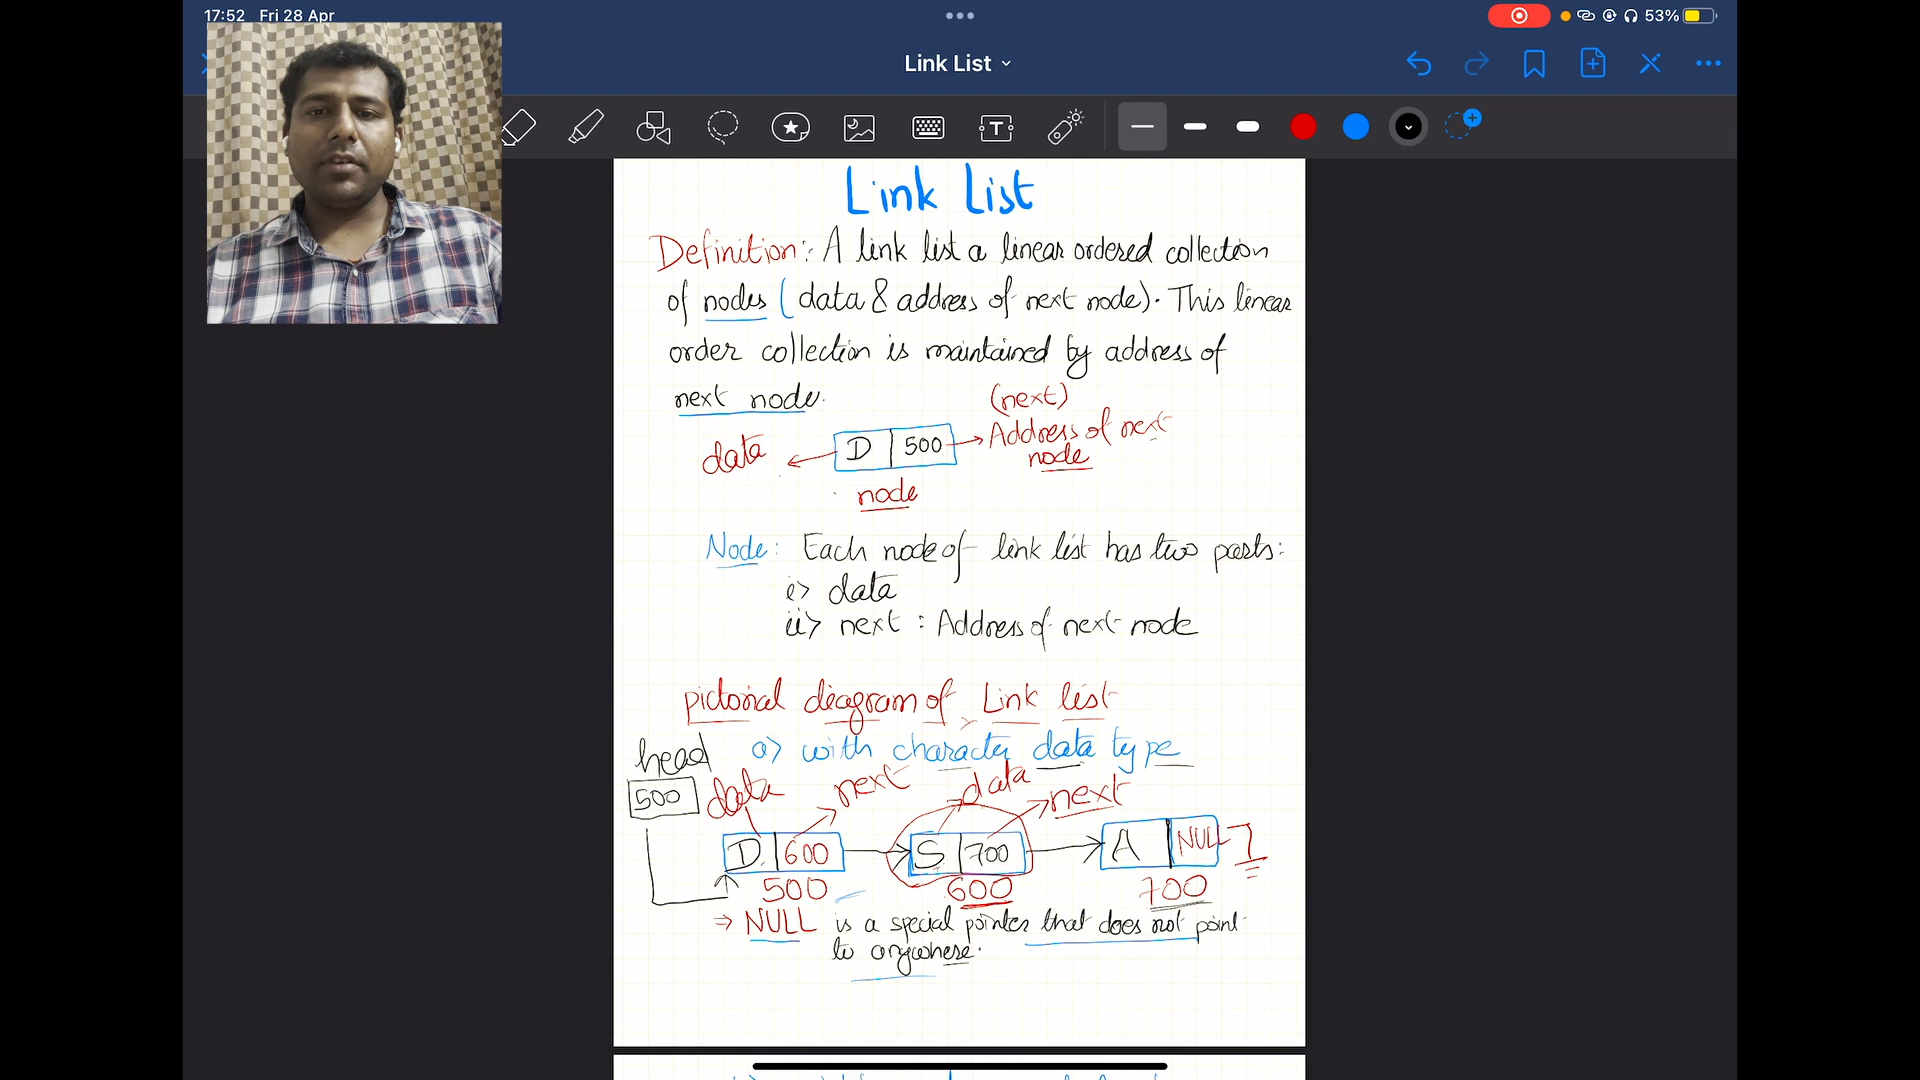 17:52 Fri 28 Apr
53%
Link List
T
Link List
Definition: A link list a linear ordered collection
of nodes (data & address of next node). This linear
order collection is maintained by address of
next node.
(next)
data D 500 Address of next
node
node
Node: Each node of link list has two parts:
i> data
ii> next : Address of next node
pictorial diagram of Link list
head a> with character data type
500 data next data next
D 600 S 700 A NULL
500 600 700
⇒ NULL is a special pointer that does not point
to anywhere.